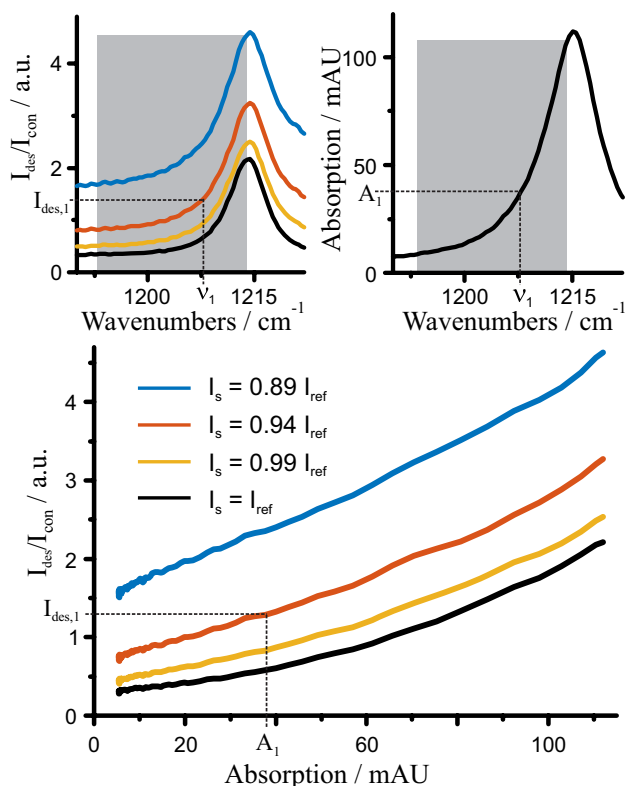 I_des/I_con / a.u.
4
2
0
I_des,1
1200
ν_1
1215
Wavenumbers / cm^-1
Absorption / mAU
100
50
0
A_1
1200
ν_1
1215
Wavenumbers / cm^-1
I_des/I_con / a.u.
4
3
2
1
0
I_des,1
I_s = 0.89 I_ref
I_s = 0.94 I_ref
I_s = 0.99 I_ref
I_s = I_ref
0
20
A_1
60
100
Absorption / mAU